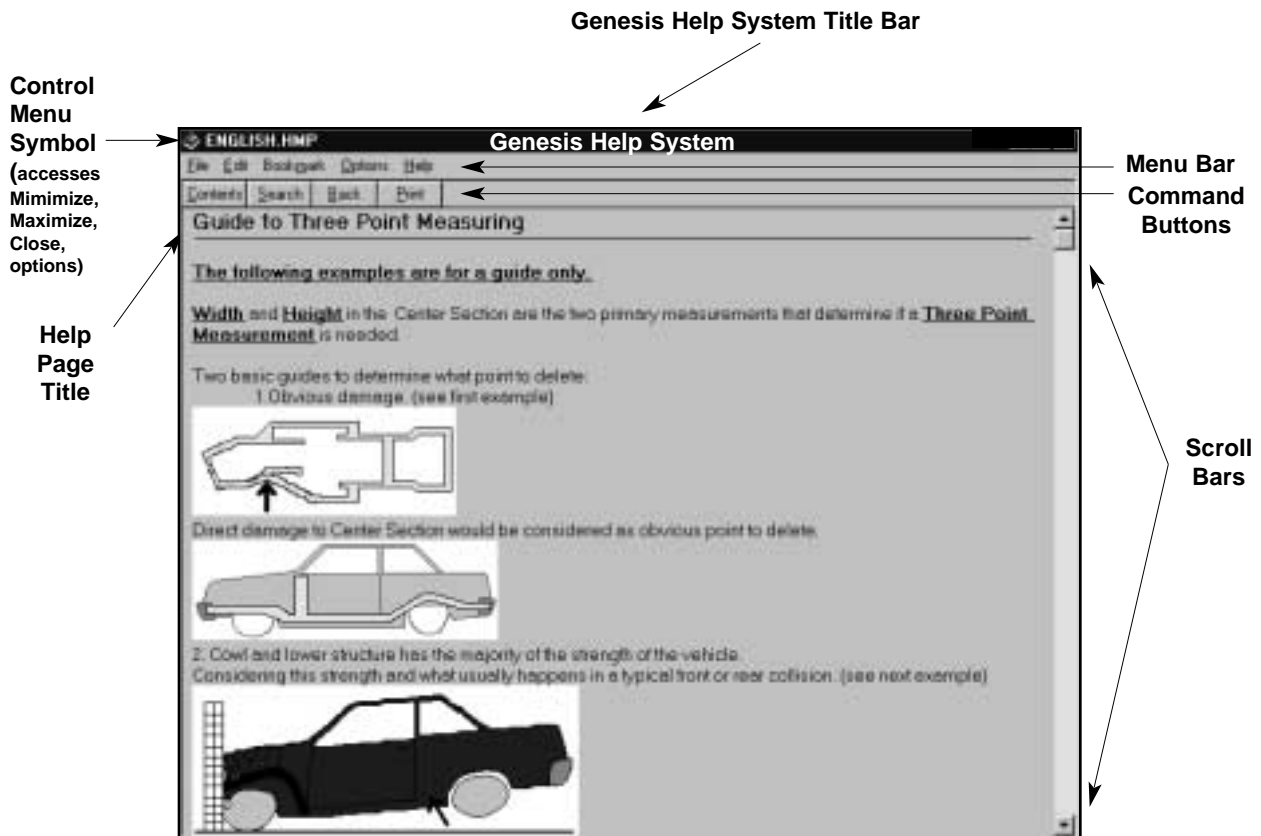 Genesis Help System Title Bar
Control
Menu
Symbol
(accesses
Mimimize,
Maximize,
Close,
options)
Help
Page
Title
ENGLISH.HMP Genesis Help System
File Edit Bookmark Options Help
Contents Search Back Print
Guide to Three Point Measuring
The following examples are for a guide only.
Width and Height in the Center Section are the two primary measurements that determine if a Three Point
Measurement is needed.
Two basic guides to determine what point to delete:
1.Obvious damage. (see first example)
Direct damage to Center Section would be considered as obvious point to delete.
2. Cowl and lower structure has the majority of the strength of the vehicle.
Considering this strength and what usually happens in a typical front or rear collision. (see next example)
Menu Bar
Command
Buttons
Scroll
Bars